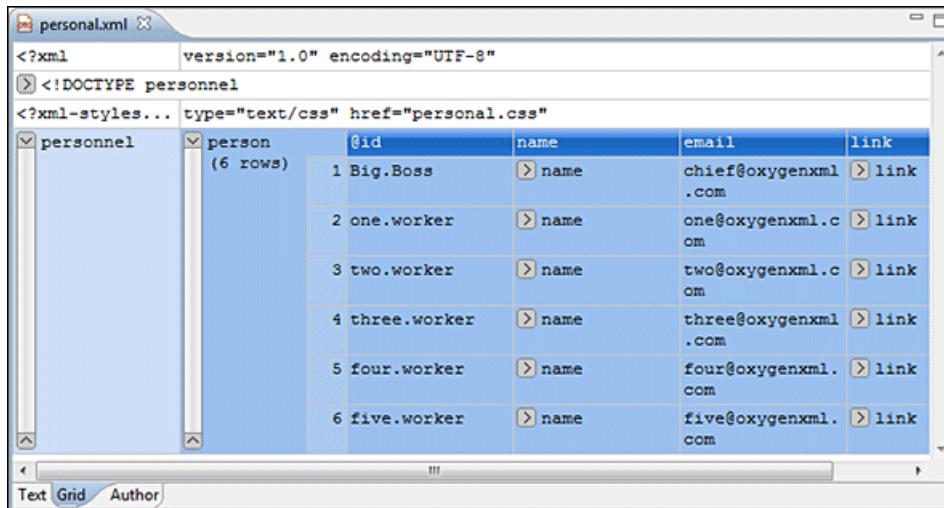 personal.xml
<?xml version="1.0" encoding="UTF-8"
<!DOCTYPE personnel
<?xml-styles... type="text/css" href="personal.css"
personnel person @id name email link
(6 rows)
1 Big.Boss name chief@oxygenxml link
.com
2 one.worker name one@oxygenxml.c link
om
3 two.worker name two@oxygenxml.c link
om
4 three.worker name three@oxygenxml link
.com
5 four.worker name four@oxygenxml. link
com
6 five.worker name five@oxygenxml. link
com
Text Grid Author